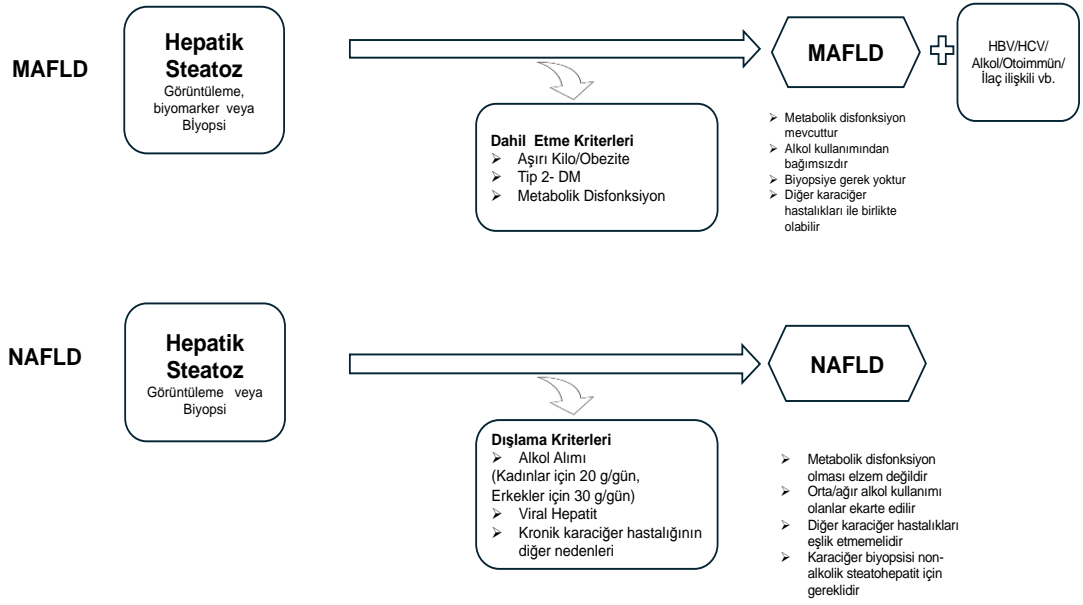 MAFLD
Hepatik
Steatoz
Görüntüleme,
biyomarker veya
Bİyopsi
Dahil Etme Kriterleri
➢ Aşırı Kilo/Obezite
➢ Tip 2- DM
➢ Metabolik Disfonksiyon
MAFLD
➢ Metabolik disfonksiyon
mevcuttur
➢ Alkol kullanımından
bağımsızdır
➢ Biyopsiye gerek yoktur
➢ Diğer karaciğer
hastalıkları ile birlikte
olabilir
HBV/HCV/
Alkol/Otoimmün/
İlaç ilişkili vb.
NAFLD
Hepatik
Steatoz
Görüntüleme veya
Biyopsi
Dışlama Kriterleri
➢ Alkol Alımı
(Kadınlar için 20 g/gün,
Erkekler için 30 g/gün)
➢ Viral Hepatit
➢ Kronik karaciğer hastalığının
diğer nedenleri
NAFLD
➢ Metabolik disfonksiyon
olması elzem değildir
➢ Orta/ağır alkol kullanımı
olanlar ekarte edilir
➢ Diğer karaciğer hastalıkları
eşlik etmemelidir
➢ Karaciğer biyopsisi non-
alkolik steatohepatit için
gereklidir